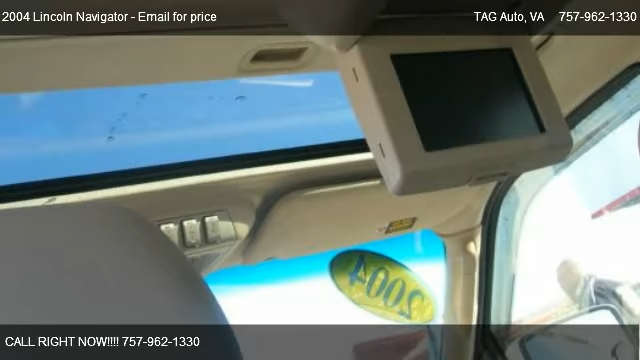 2004 Lincoln Navigator - Email for price
TAG Auto, VA 757-962-1330
2004
CALL RIGHT NOW!!!! 757-962-1330